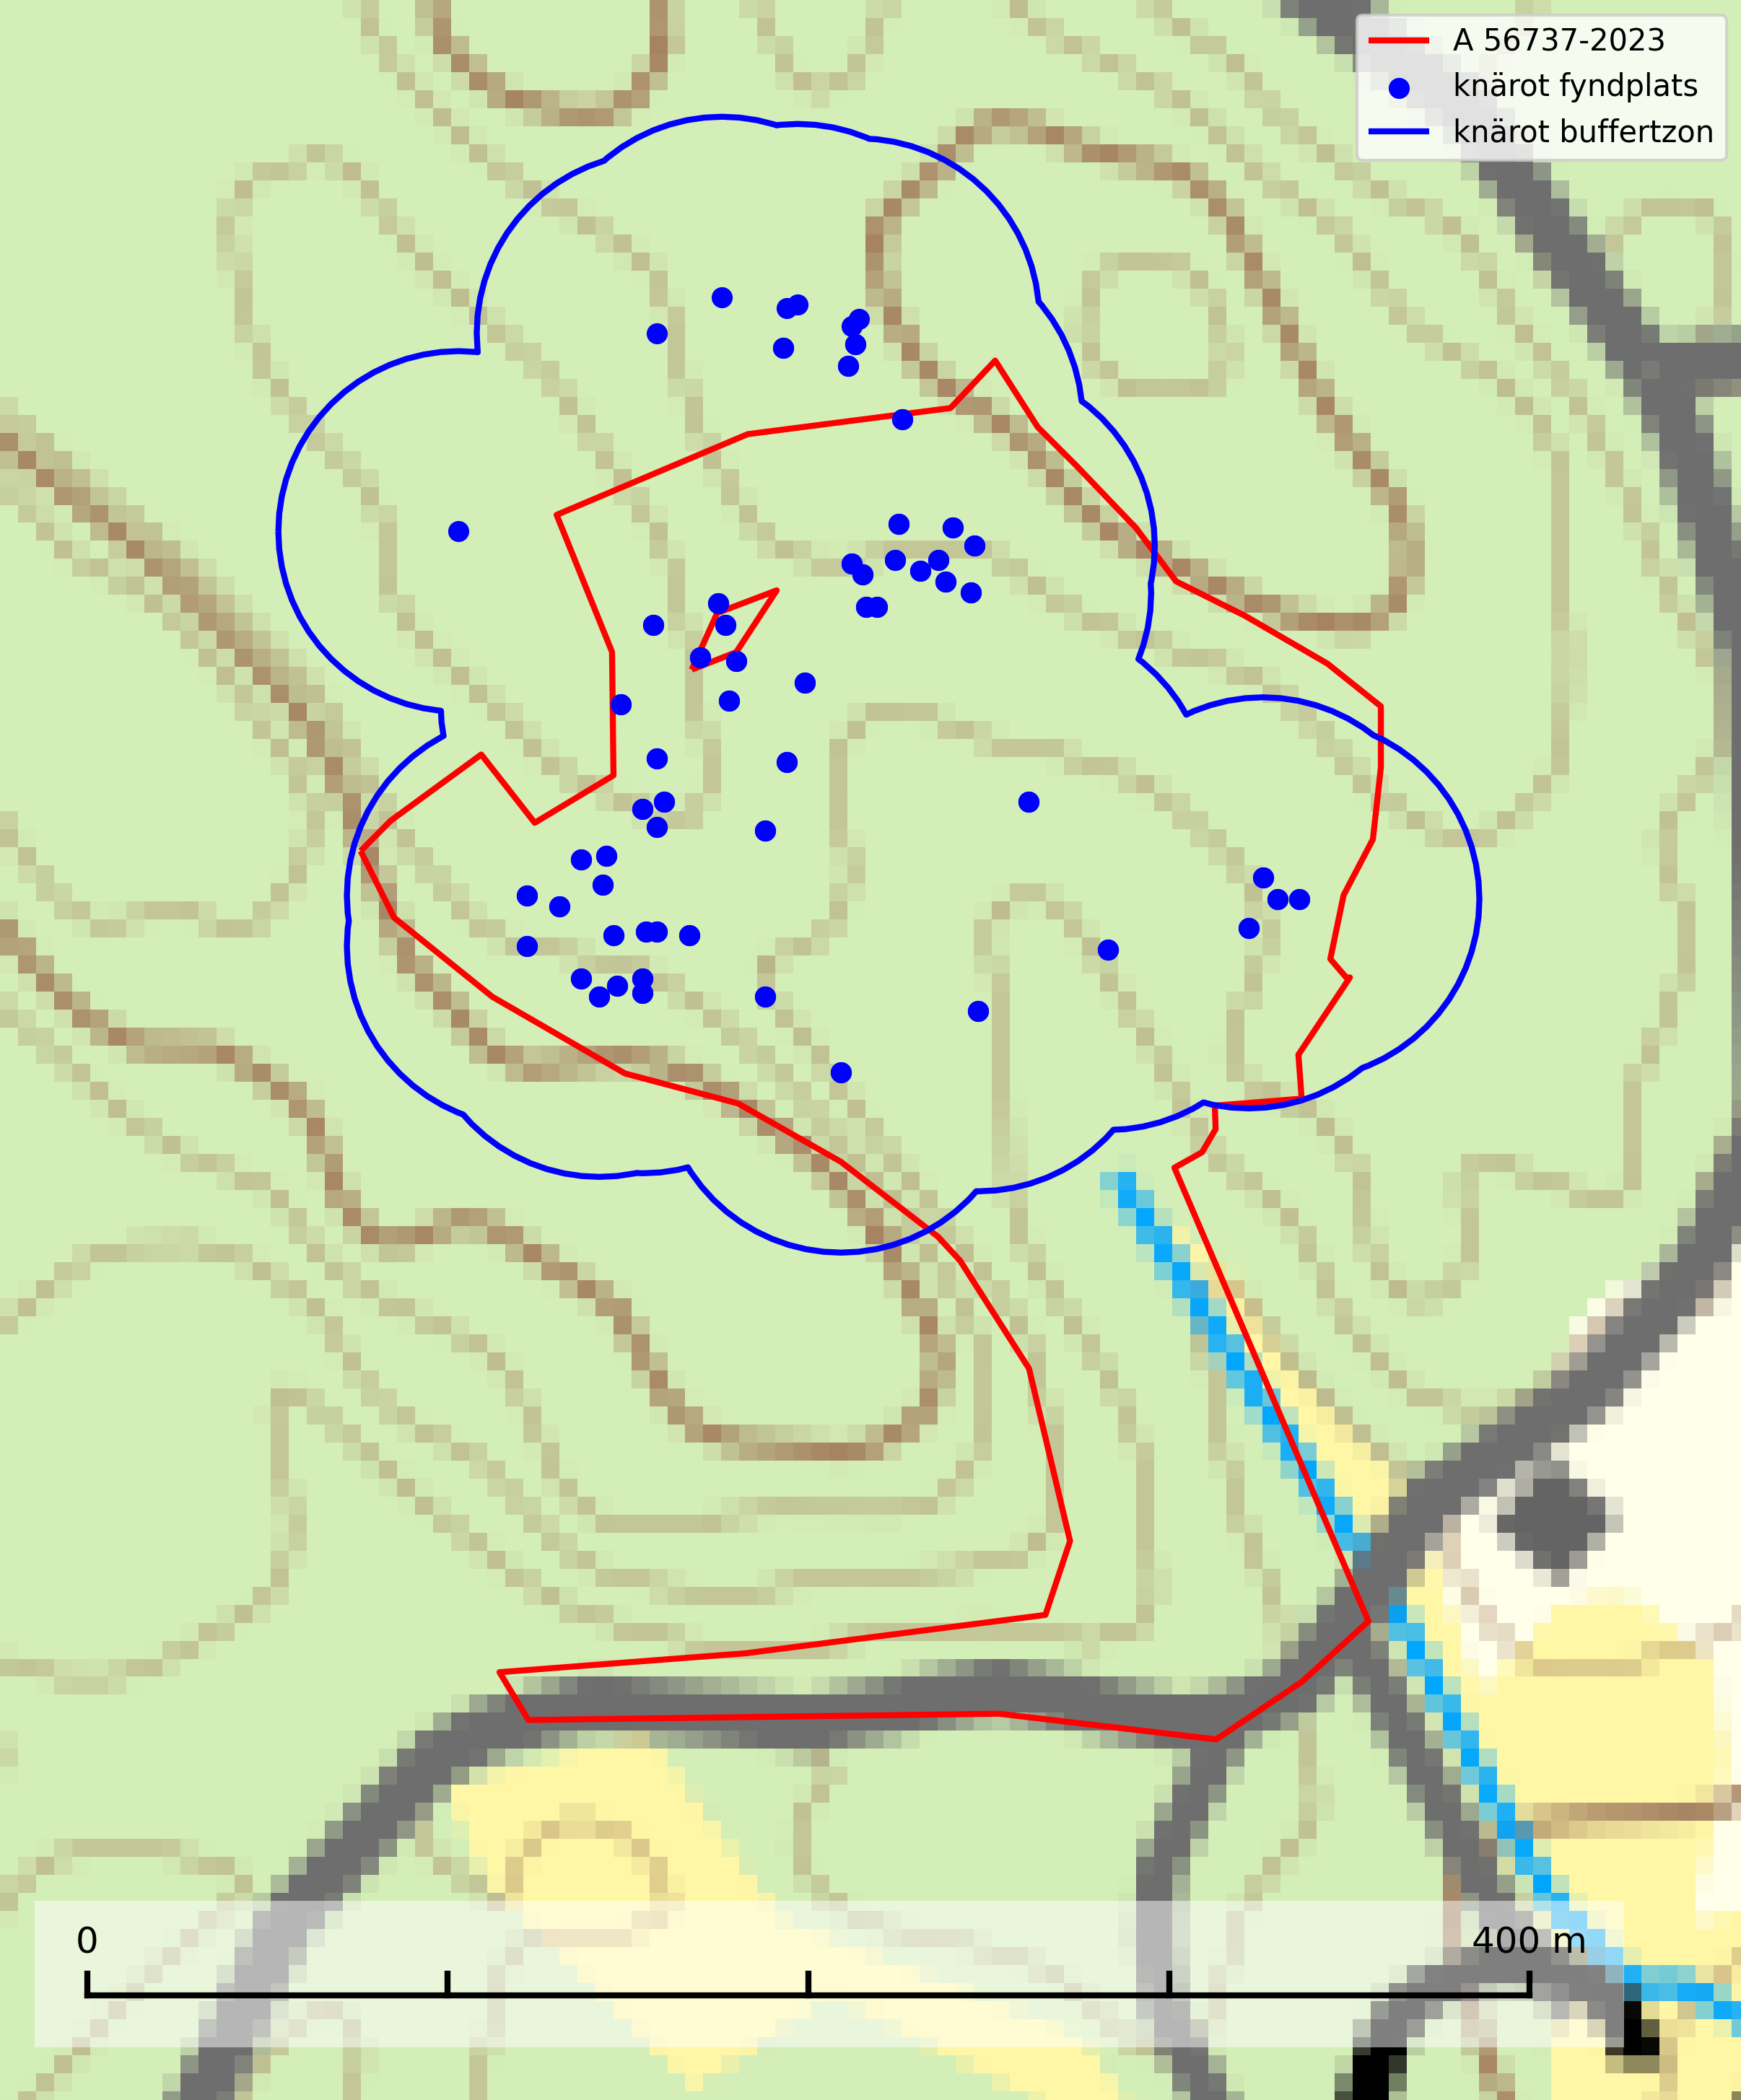 A 56737-2023
knärot fyndplats
knärot buffertzon
0
400 m